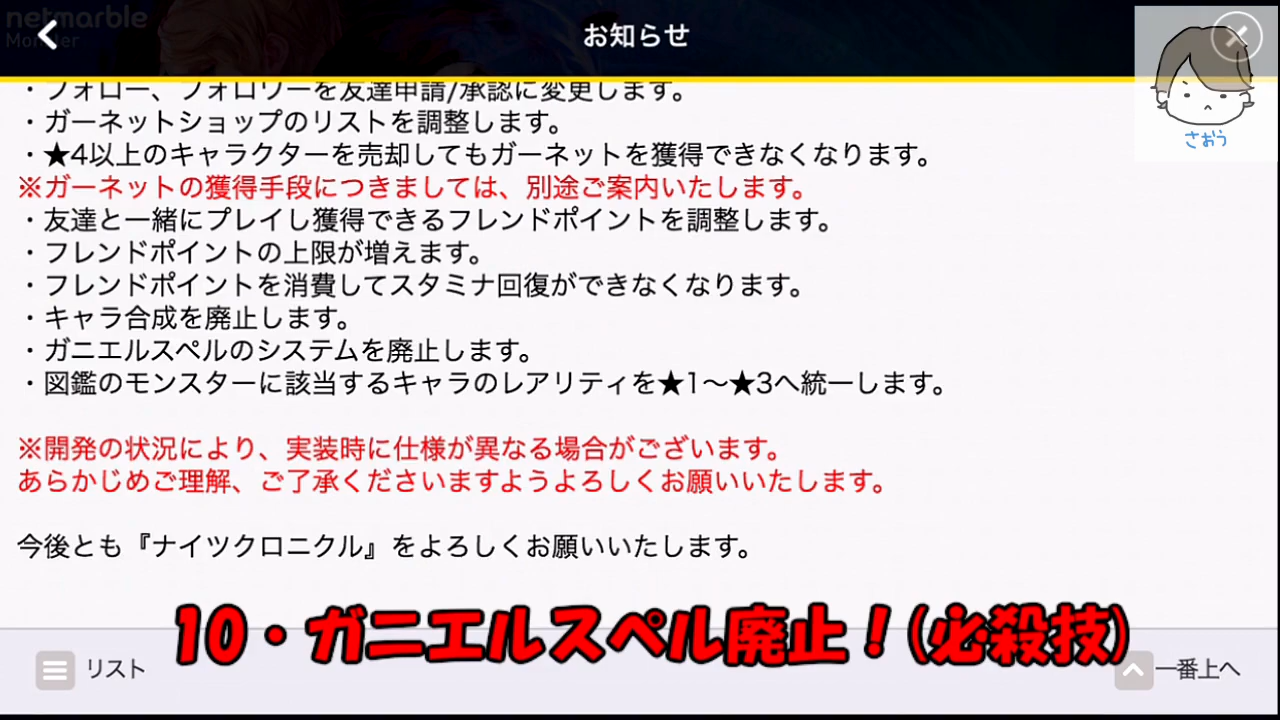 netmarble
Monster
お知らせ
さおう
・フォロー、フォロワーを友達申請/承認に変更します。
・ガーネットショップのリストを調整します。
・★4以上のキャラクターを売却してもガーネットを獲得できなくなります。
※ガーネットの獲得手段につきましては、別途ご案内いたします。
・友達と一緒にプレイし獲得できるフレンドポイントを調整します。
・フレンドポイントの上限が増えます。
・フレンドポイントを消費してスタミナ回復ができなくなります。
・キャラ合成を廃止します。
・ガニエルスペルのシステムを廃止します。
・図鑑のモンスターに該当するキャラのレアリティを★1～★3へ統一します。
※開発の状況により、実装時に仕様が異なる場合がございます。
あらかじめご理解、ご了承くださいますようよろしくお願いいたします。
今後とも『ナイツクロニクル』をよろしくお願いいたします。
10・ガニエルスペル廃止！(必殺技)
リスト
一番上へ